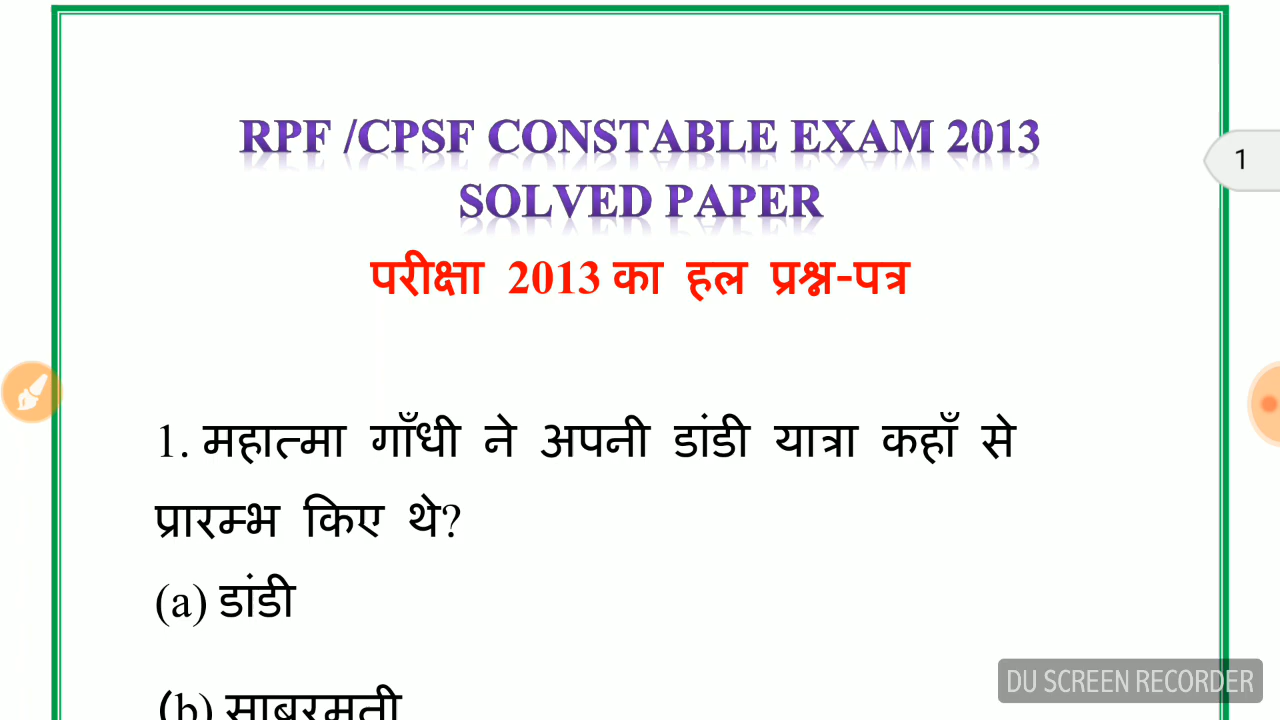 RPF /CPSF CONSTABLE EXAM 2013
SOLVED PAPER
परीक्षा 2013 का हल प्रश्न-पत्र
1
1. महात्मा गाँधी ने अपनी डांडी यात्रा कहाँ से
प्रारम्भ किए थे?
(a) डांडी
(b) साबरमती
DU SCREEN RECORDER